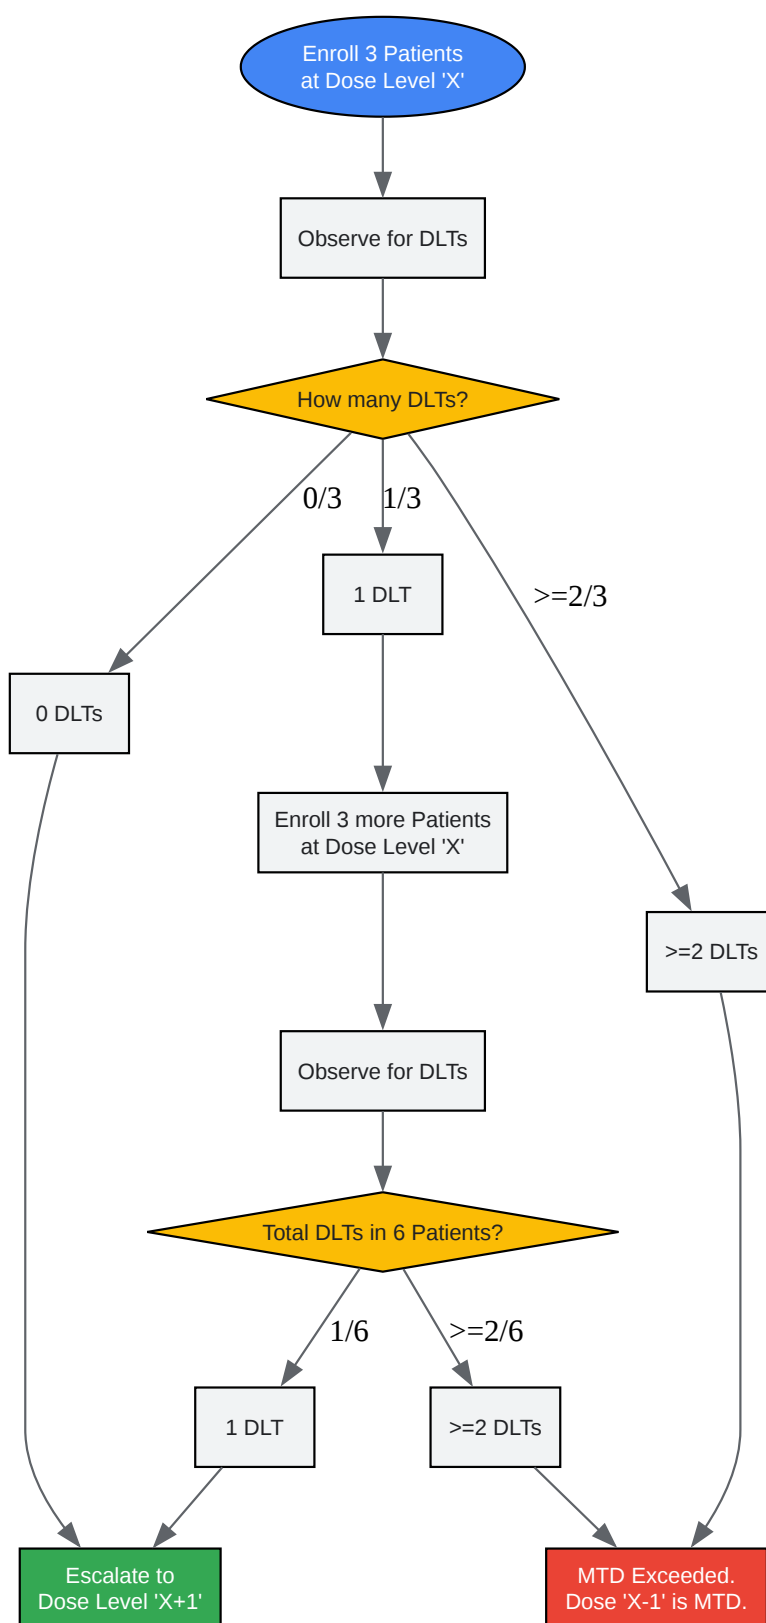 Enroll 3 Patients
at Dose Level 'X'
Observe for DLTs
How many DLTs?
0/3
1/3
>=2/3
1 DLT
0 DLTs
Enroll 3 more Patients
at Dose Level 'X'
>=2 DLTs
Observe for DLTs
Total DLTs in 6 Patients?
1/6
>=2/6
1 DLT
>=2 DLTs
Escalate to
Dose Level 'X+1'
MTD Exceeded.
Dose 'X-1' is MTD.